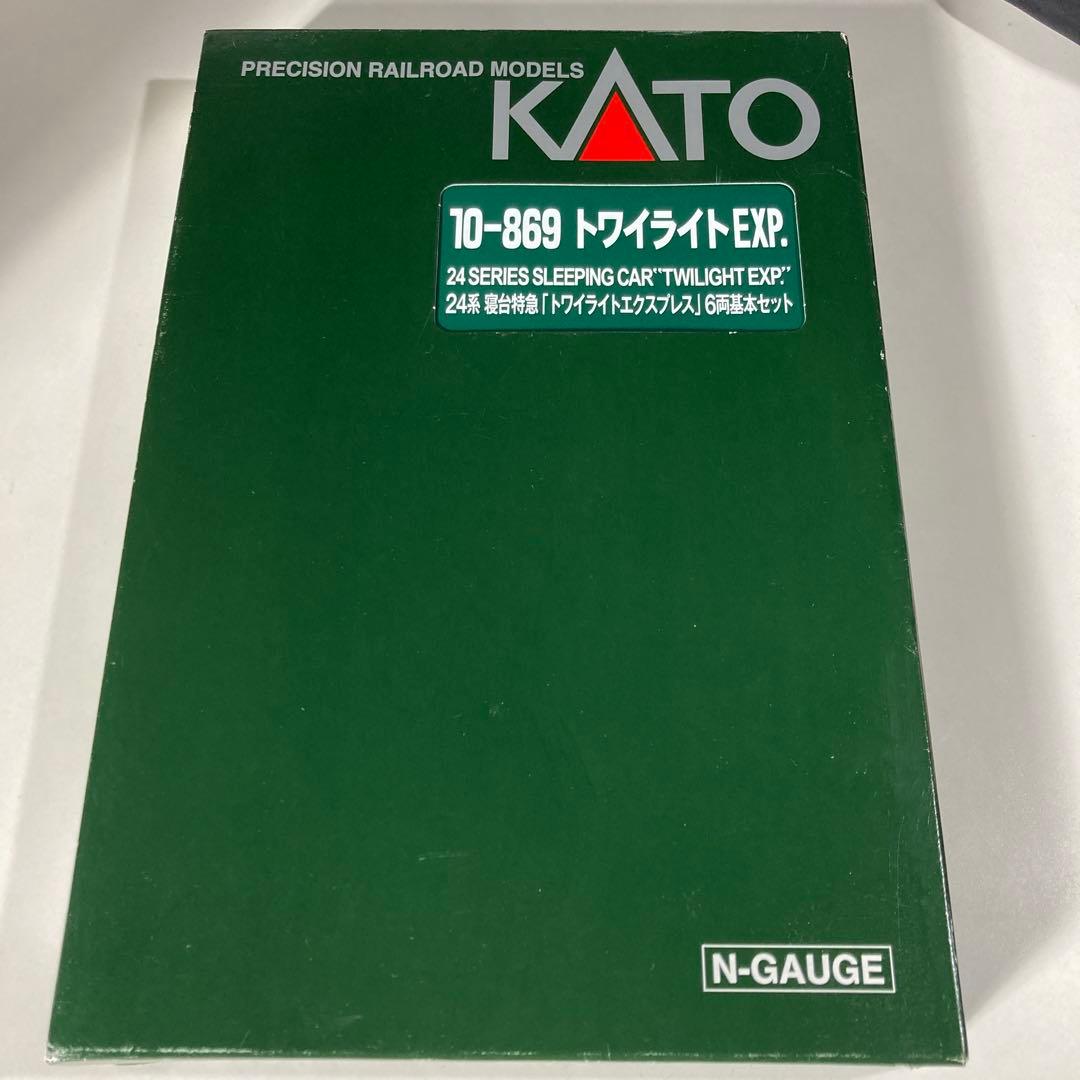 PRECISION RAILROAD MODELS
KATO
10-869 トワイライトEXP.
24 SERIES SLEEPING CAR "TWILIGHT EXP."
24系 寝台特急「トワイライトエクスプレス」6両基本セット
N-GAUGE